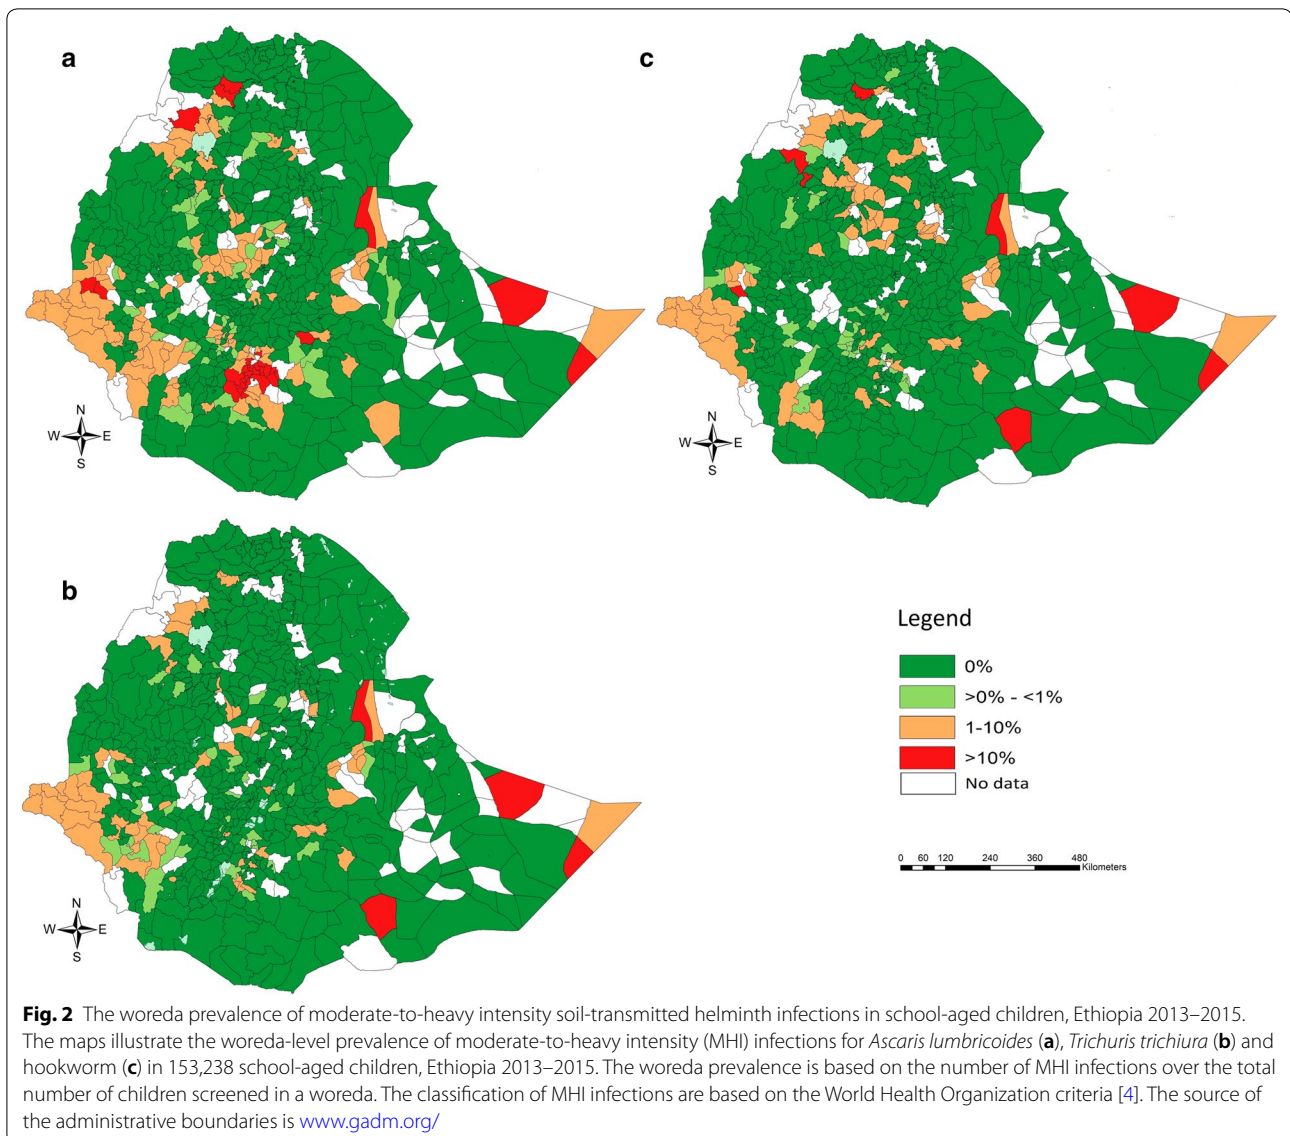 a
c
N
W E
S
N
W E
S
b
Legend
0%
>0% - <1%
1-10%
>10%
No data
0 60 120 240 360 480
Kilometers
N
W E
S
Fig. 2 The woreda prevalence of moderate-to-heavy intensity soil-transmitted helminth infections in school-aged children, Ethiopia 2013–2015.
The maps illustrate the woreda-level prevalence of moderate-to-heavy intensity (MHI) infections for Ascaris lumbricoides (a), Trichuris trichiura (b) and
hookworm (c) in 153,238 school-aged children, Ethiopia 2013–2015. The woreda prevalence is based on the number of MHI infections over the total
number of children screened in a woreda. The classification of MHI infections are based on the World Health Organization criteria [4]. The source of
the administrative boundaries is www.gadm.org/